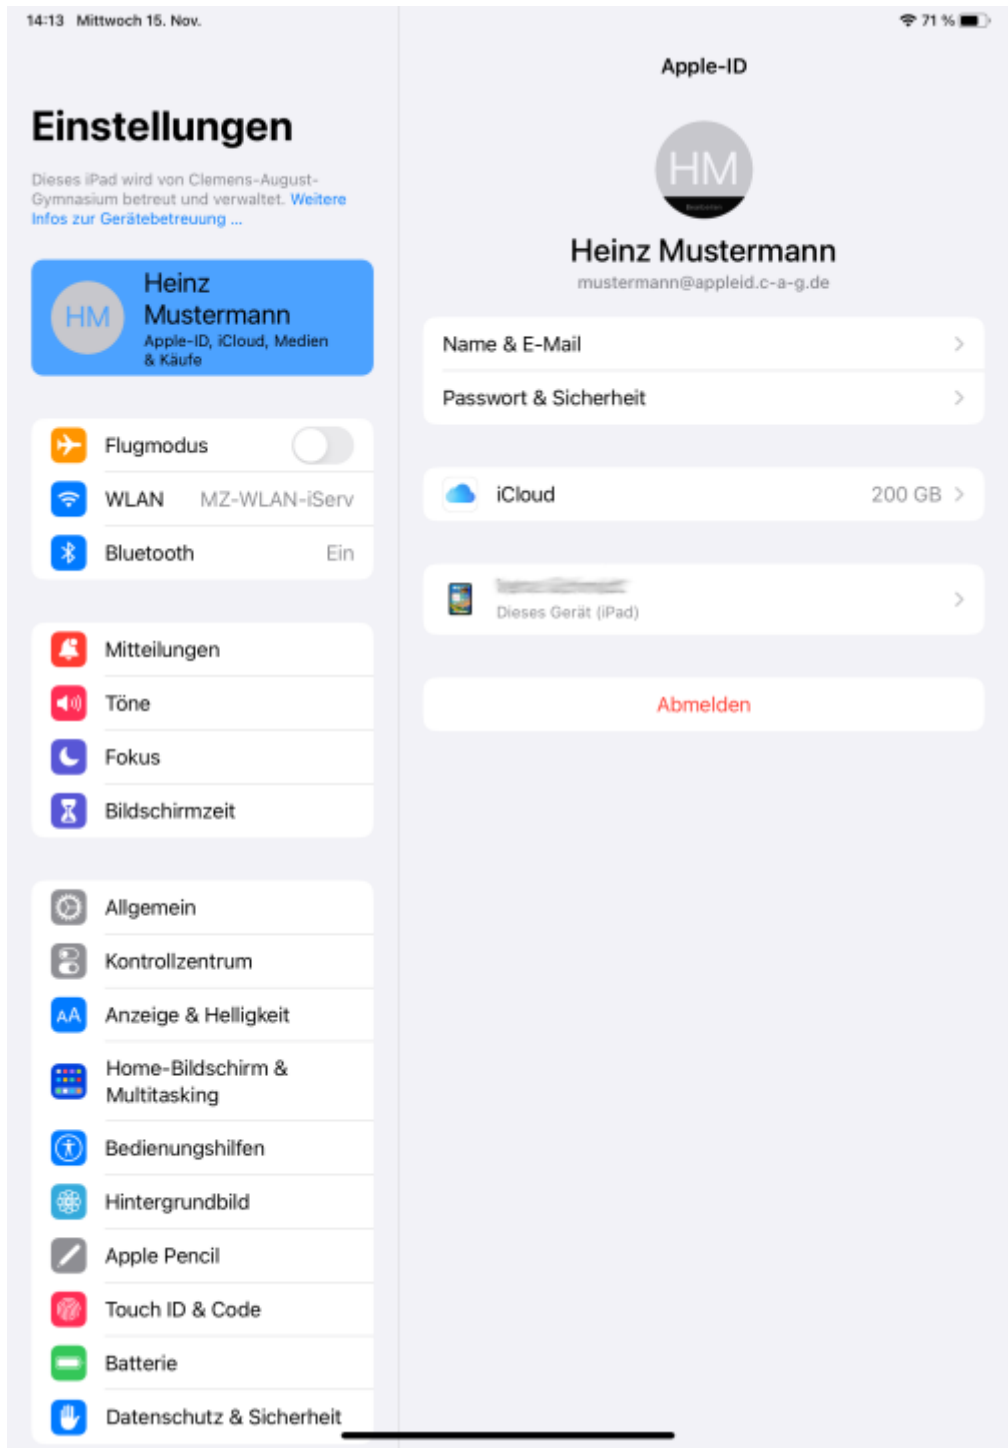 14:13 Mittwoch 15. Nov.
71 %
Einstellungen
Dieses iPad wird von Clemens-August-
Gymnasium betreut und verwaltet. Weitere
Infos zur Gerätebetreuung ...
HM
Heinz
Mustermann
Apple-ID, iCloud, Medien
& Käufe
Flugmodus
WLAN MZ-WLAN-iServ
Bluetooth Ein
Mitteilungen
Töne
Fokus
Bildschirmzeit
Allgemein
Kontrollzentrum
AA Anzeige & Helligkeit
Home-Bildschirm &
Multitasking
Bedienungshilfen
Hintergrundbild
Apple Pencil
Touch ID & Code
Batterie
Datenschutz & Sicherheit
Apple-ID
HM
Bearbeiten
Heinz Mustermann
mustermann@appleid.c-a-g.de
Name & E-Mail
Passwort & Sicherheit
iCloud 200 GB
Dieses Gerät (iPad)
Abmelden